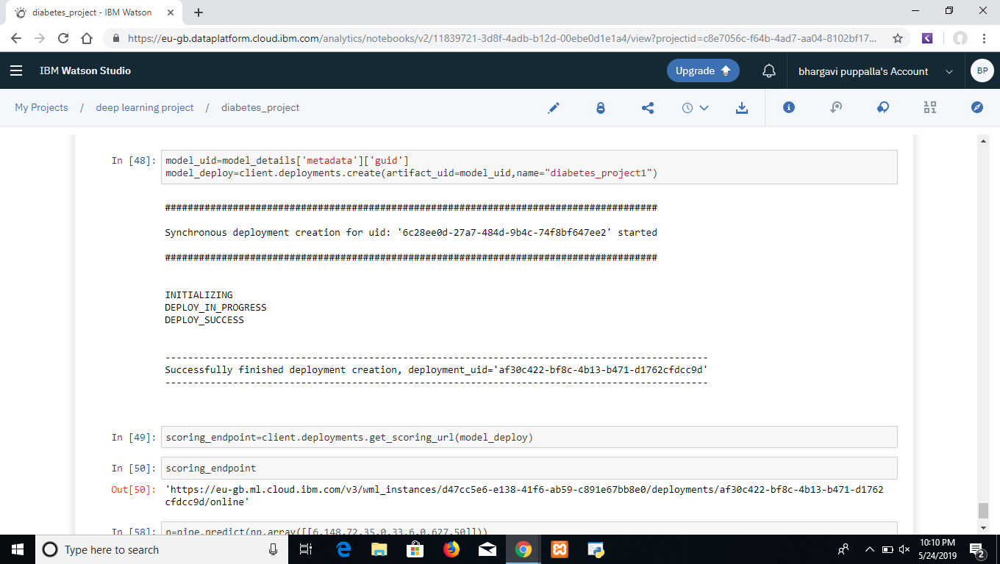 diabetes_project - IBM Watson
https://eu-gb.dataplatform.cloud.ibm.com/analytics/notebooks/v2/11839721-3d8f-4adb-b12d-00ebe0d1e1a4/view?projectid=c8e7056c-f64b-4ad7-aa04-8102bf17...
IBM Watson Studio
Upgrade
bhargavi puppalla's Account
BP
My Projects / deep learning project / diabetes_project
In [48]: model_uid=model_details['metadata']['guid']
model_deploy=client.deployments.create(artifact_uid=model_uid,name="diabetes_project1")
#######################################################################################
Synchronous deployment creation for uid: '6c28ee0d-27a7-484d-9b4c-74f8bf647ee2' started
#######################################################################################
INITIALIZING
DEPLOY_IN_PROGRESS
DEPLOY_SUCCESS
------------------------------------------------------------------------------------------------
Successfully finished deployment creation, deployment_uid='af30c422-bf8c-4b13-b471-d1762cfdcc9d'
------------------------------------------------------------------------------------------------
In [49]: scoring_endpoint=client.deployments.get_scoring_url(model_deploy)
In [50]: scoring_endpoint
Out[50]: 'https://eu-gb.ml.cloud.ibm.com/v3/wml_instances/d47cc5e6-e138-41f6-ab59-c891e67bb8e0/deployments/af30c422-bf8c-4b13-b471-d1762
cfdcc9d/online'
In [58]: n=pipe.predict(np.array([[6,148,72,35,0,33.6,0.627,50]]))
Type here to search
10:10 PM
5/24/2019
2